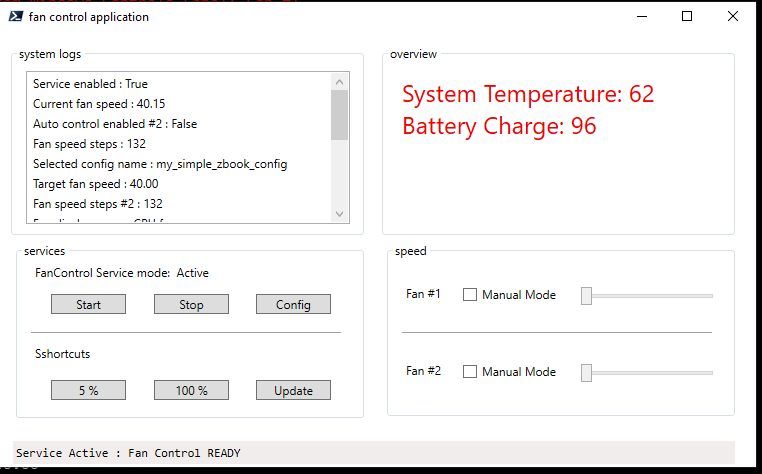 fan control application
system logs
Service enabled : True
Current fan speed : 40.15
Auto control enabled #2 : False
Fan speed steps : 132
Selected config name : my_simple_zbook_config
Target fan speed : 40.00
Fan speed steps #2 : 132
overview
System Temperature: 62
Battery Charge: 96
services
FanControl Service mode: Active
Start Stop Config
Sshortcuts
5 % 100 % Update
speed
Fan #1 Manual Mode
Fan #2 Manual Mode
Service Active : Fan Control READY